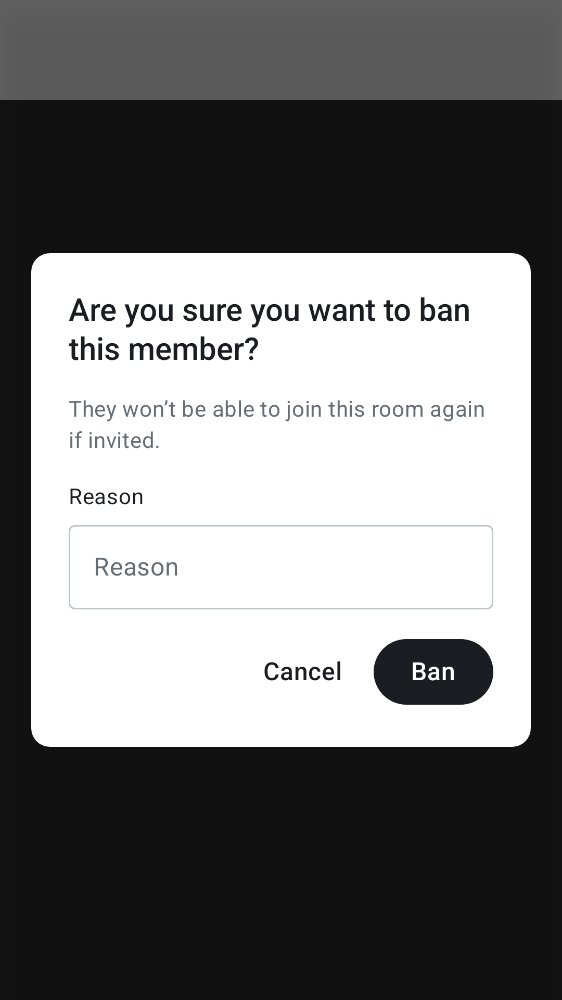 Are you sure you want to ban
this member?
They won’t be able to join this room again
if invited.
Reason
Reason
Cancel
Ban